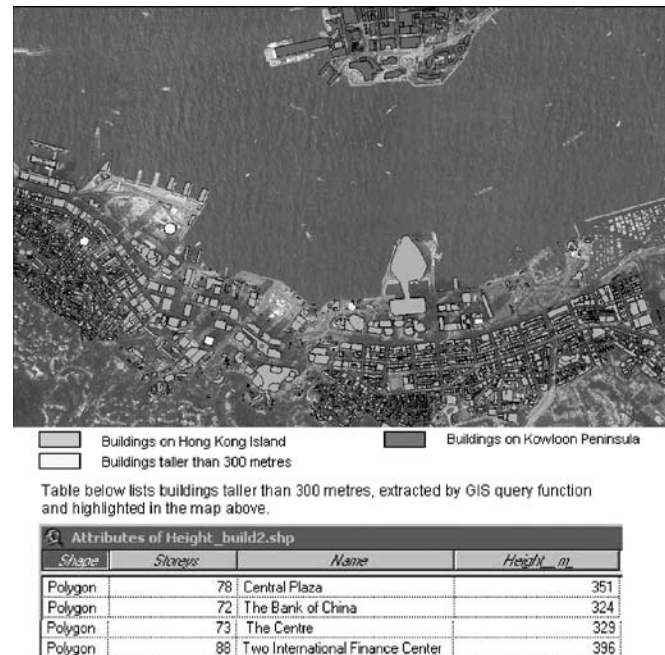 Buildings on Hong Kong Island
Buildings on Kowloon Peninsula
Buildings taller than 300 metres
Table below lists buildings taller than 300 metres, extracted by GIS query function
and highlighted in the map above.
Attributes of Height_build2.shp
Shape Storeys Name Height__m_
Polygon 78 Central Plaza 351
Polygon 72 The Bank of China 324
Polygon 73 The Centre 329
Polygon 88 Two International Finance Center 396